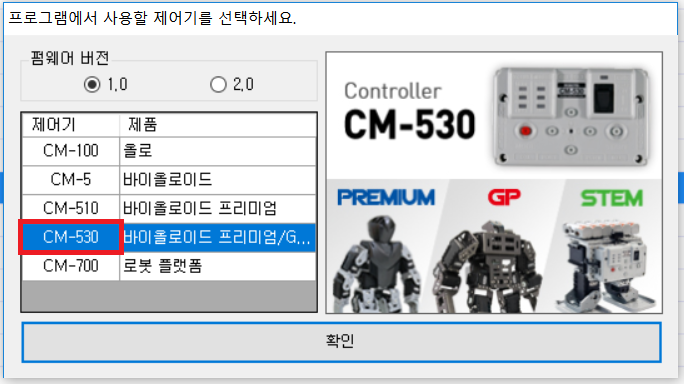 프로그램에서 사용할 제어기를 선택하세요.
펌웨어 버전
1.0 2.0
제어기 제품
CM-100 올로
CM-5 바이올로이드
CM-510 바이올로이드 프리미엄
CM-530 바이올로이드 프리미엄/G...
CM-700 로봇 플랫폼
Controller
CM-530
PREMIUM GP STEM
확인